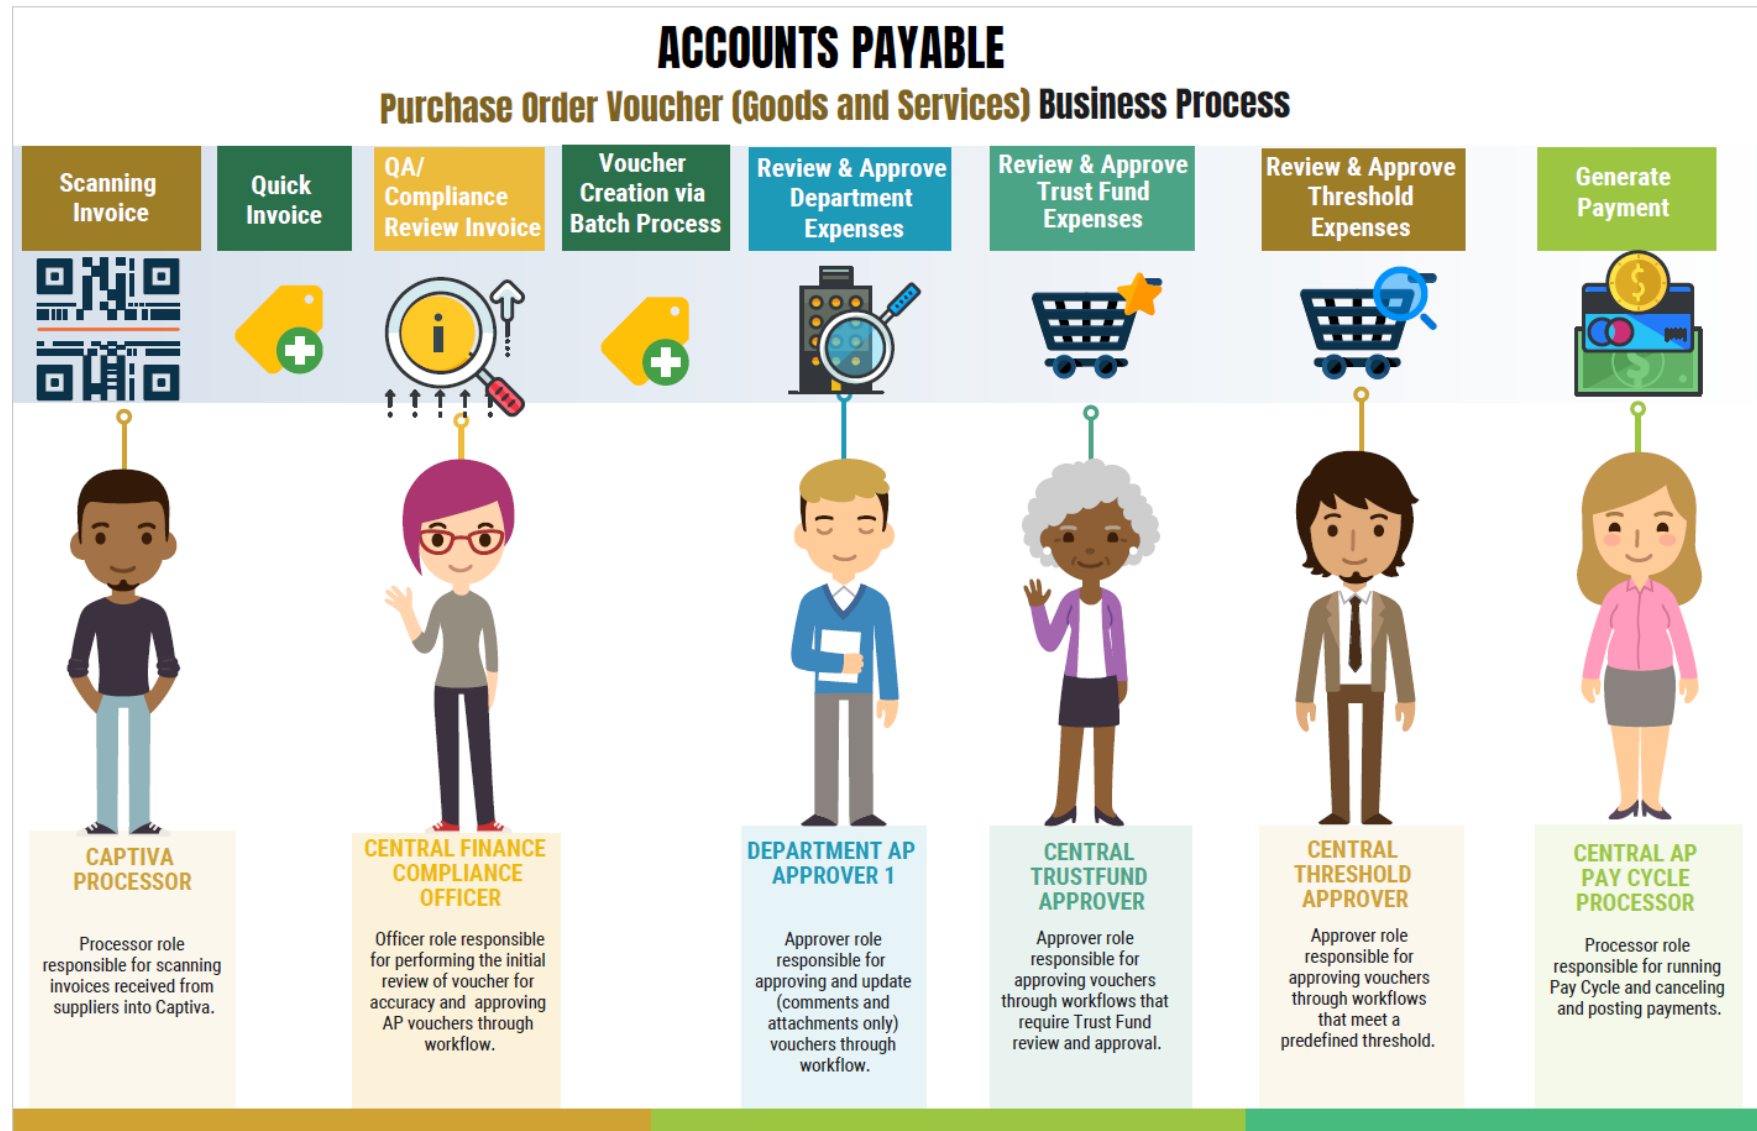 ACCOUNTS PAYABLE
Purchase Order Voucher (Goods and Services) Business Process
Scanning
Invoice
Quick
Invoice
QA/
Compliance
Review Invoice
Voucher
Creation via
Batch Process
Review & Approve
Department
Expenses
Review & Approve
Trust Fund
Expenses
Review & Approve
Threshold
Expenses
Generate
Payment
CAPTIVA
PROCESSOR
Processor role
responsible for scanning
invoices received from
suppliers into Captiva.
CENTRAL FINANCE
COMPLIANCE
OFFICER
Officer role responsible
for performing the initial
review of voucher for
accuracy and approving
AP vouchers through
workflow.
DEPARTMENT AP
APPROVER 1
Approver role
responsible for
approving and update
(comments and
attachments only)
vouchers through
workflow.
CENTRAL
TRUSTFUND
APPROVER
Approver role
responsible for
approving vouchers
through workflows that
require Trust Fund
review and approval.
CENTRAL
THRESHOLD
APPROVER
Approver role
responsible for
approving vouchers
through workflows
that meet a
predefined threshold.
CENTRAL AP
PAY CYCLE
PROCESSOR
Processor role
responsible for running
Pay Cycle and canceling
and posting payments.